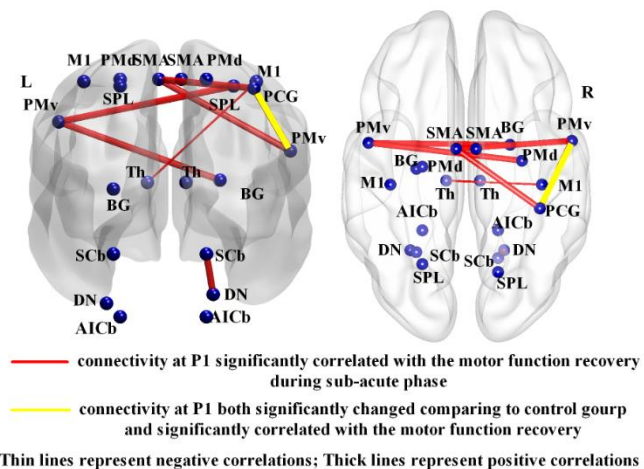 PMd SMA SMA PMd
M1 M1
L
SPL SPL PCG
PMv
PMv
Th Th
BG BG
SCb SCb
DN DN
AICb AICb
R
PMv SMA SMA BG PMv
BG PMd PMd
M1 Th Th M1
PCG
AICb AICb
DN SCb SCb DN
SPL SPL
connectivity at P1 significantly correlated with the motor function recovery
during sub-acute phase
connectivity at P1 both significantly changed comparing to control gourp
and significantly correlated with the motor function recovery
Thin lines represent negative correlations; Thick lines represent positive correlations